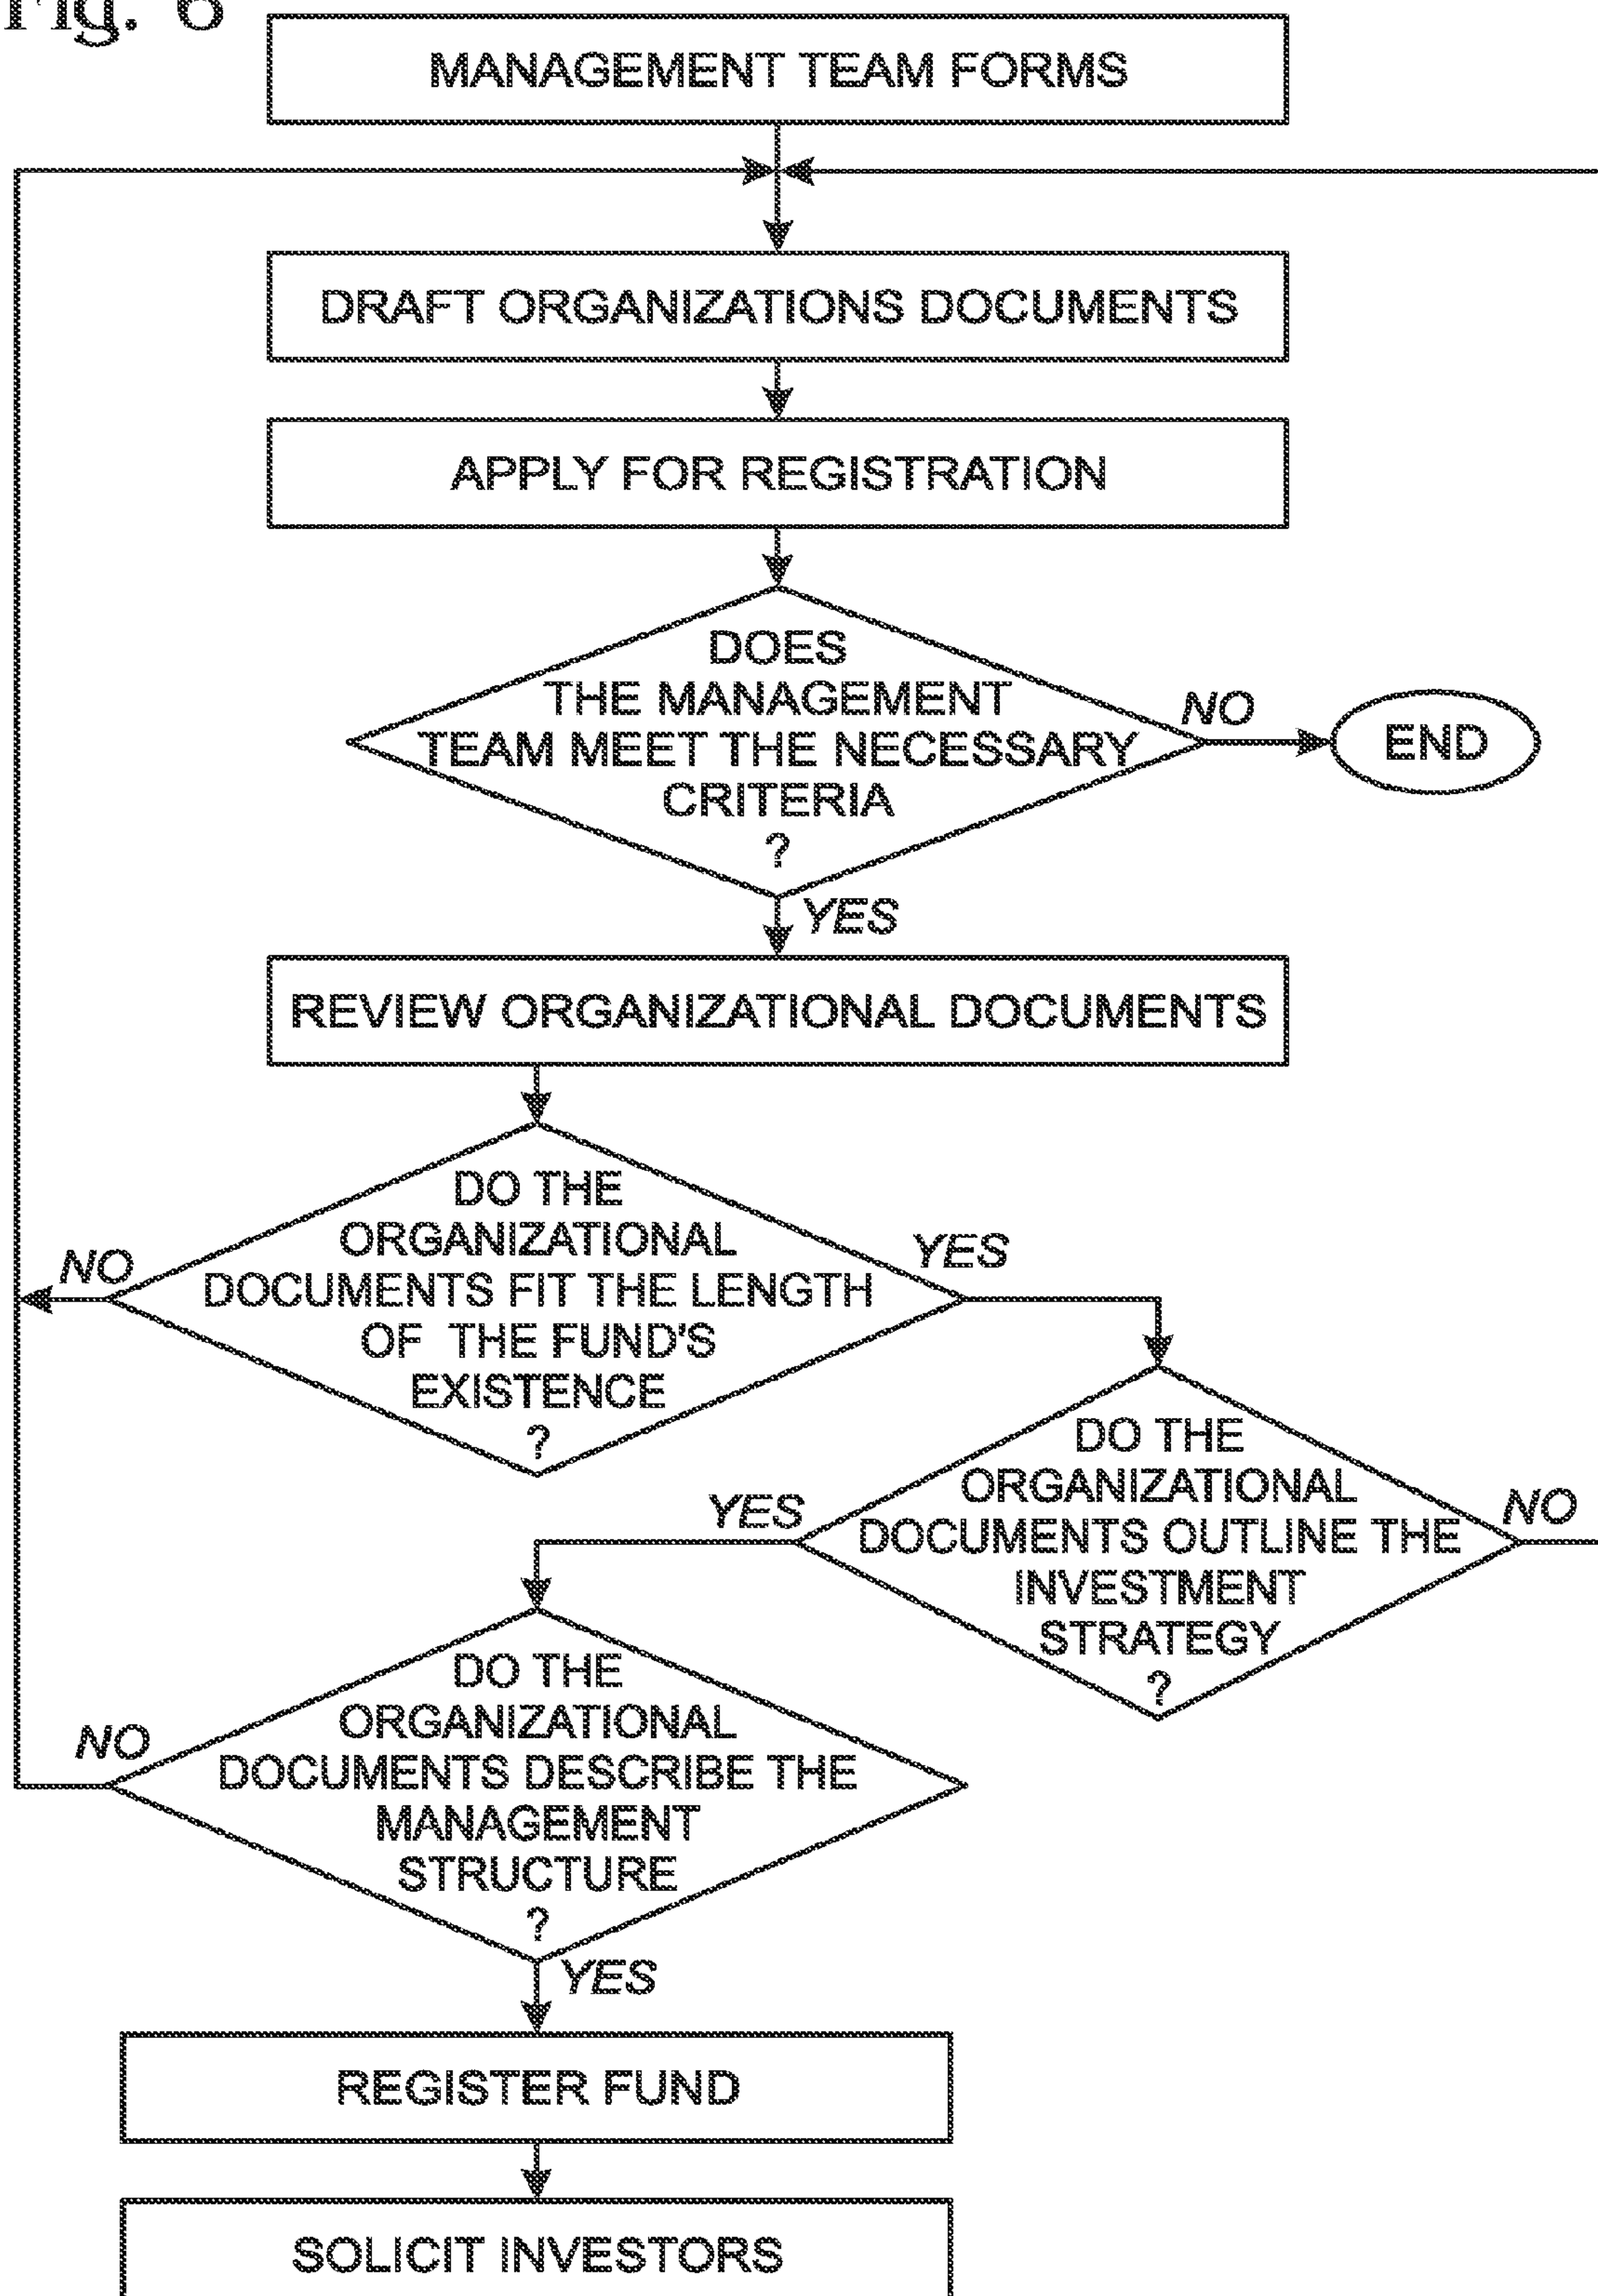 Fig. 6
MANAGEMENT TEAM FORMS
DRAFT ORGANIZATIONS DOCUMENTS
APPLY FOR REGISTRATION
DOES
THE MANAGEMENT
TEAM MEET THE NECESSARY
CRITERIA
?
NO
END
YES
REVIEW ORGANIZATIONAL DOCUMENTS
DO THE
ORGANIZATIONAL
DOCUMENTS FIT THE LENGTH
OF THE FUND'S
EXISTENCE
?
NO
YES
DO THE
ORGANIZATIONAL
DOCUMENTS OUTLINE THE
INVESTMENT
STRATEGY
?
YES
NO
DO THE
ORGANIZATIONAL
DOCUMENTS DESCRIBE THE
MANAGEMENT
STRUCTURE
?
NO
YES
REGISTER FUND
SOLICIT INVESTORS